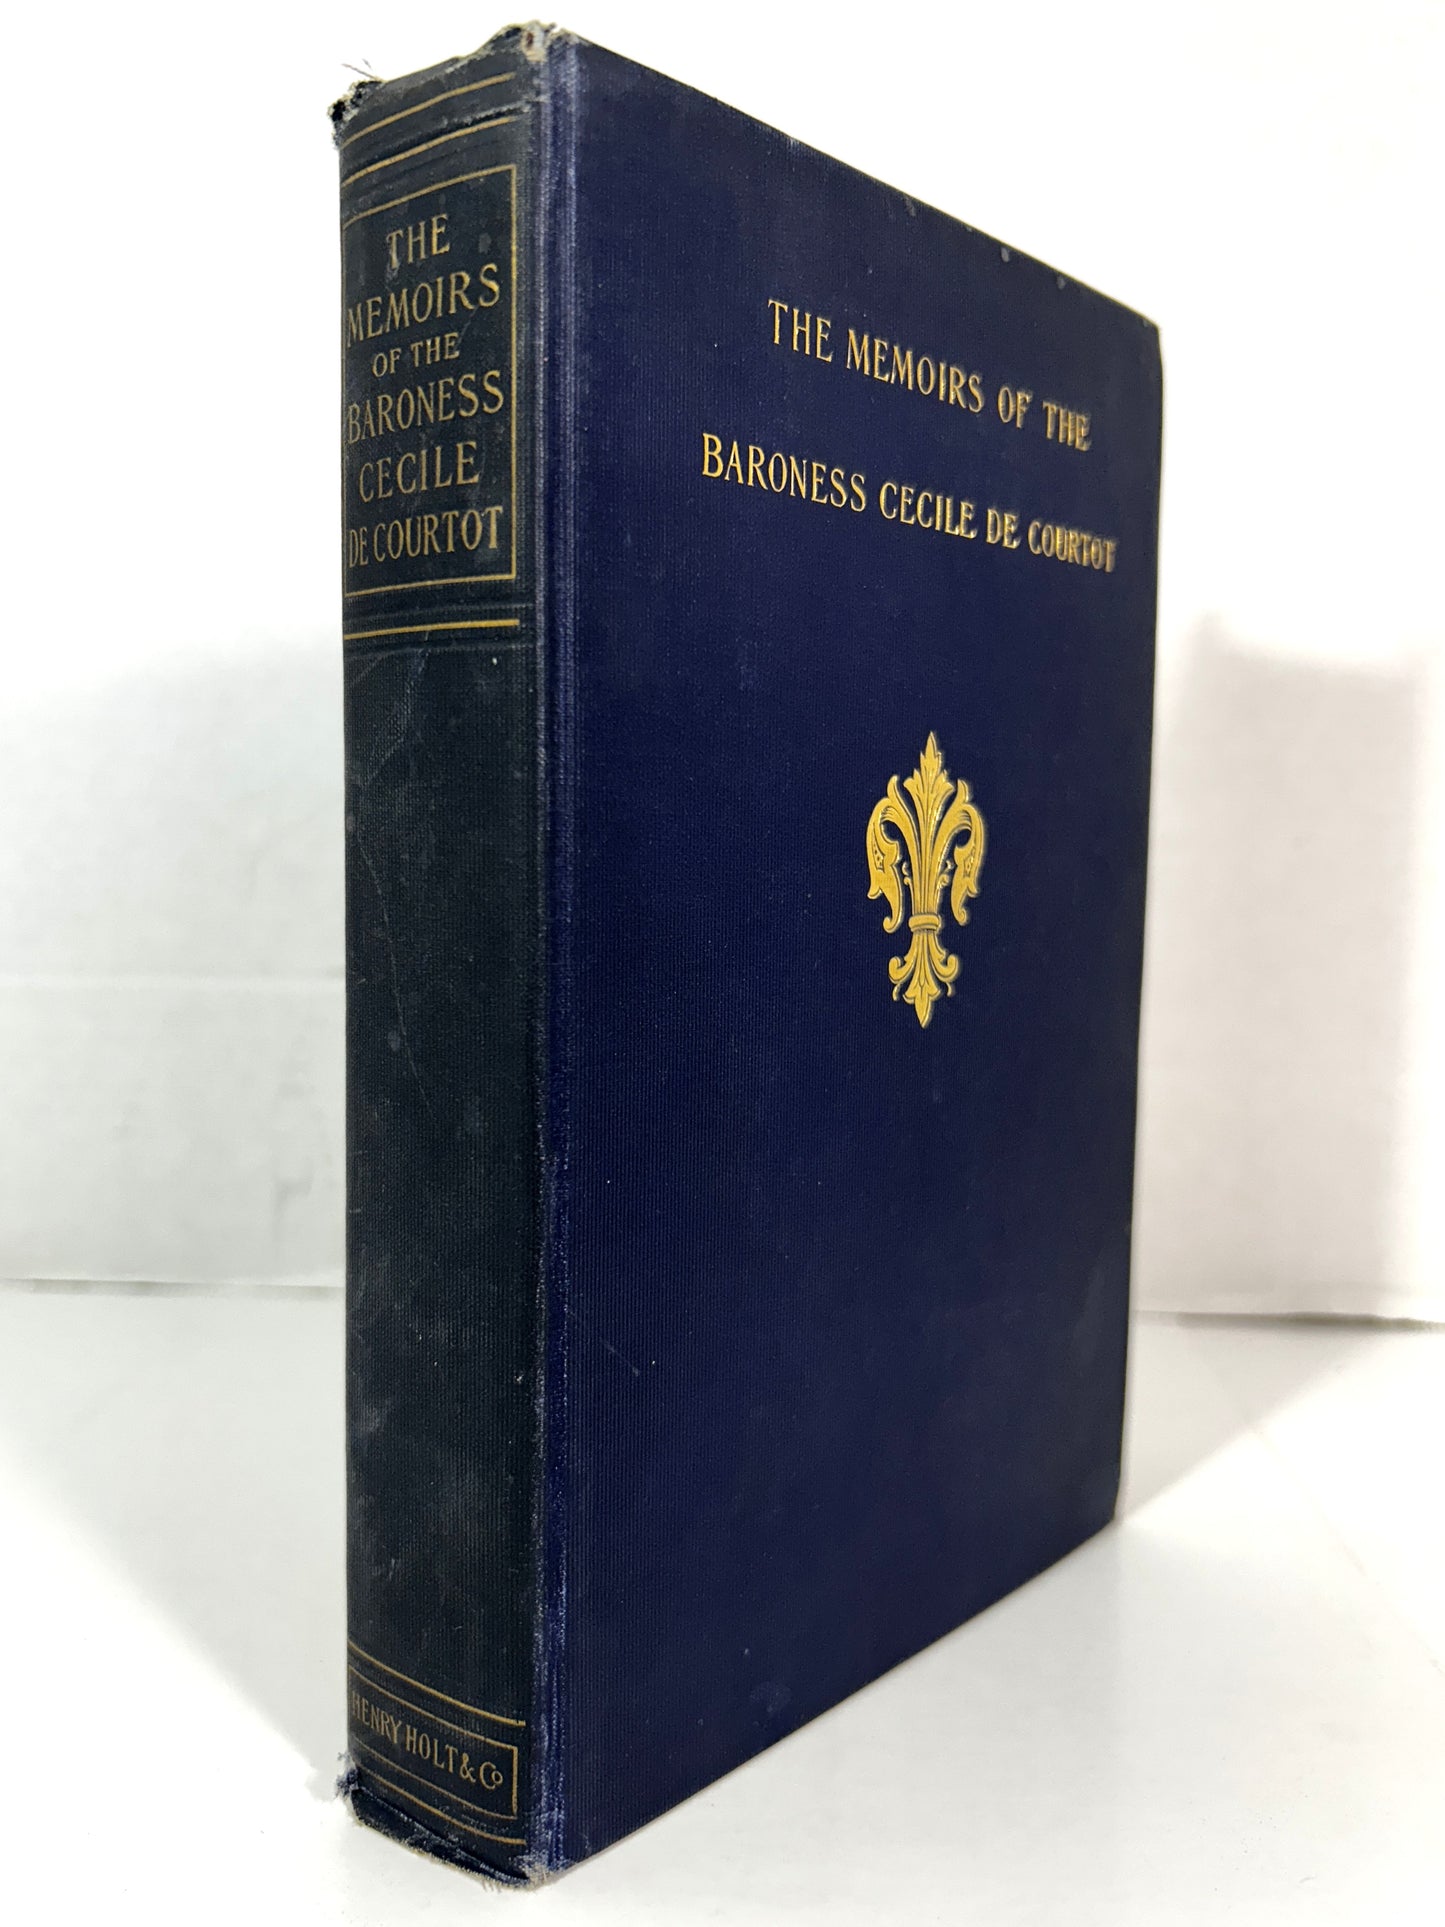 THE
MEMOIRS
OF THE
BARONESS
CECILE
DE COURTOT
HENRY HOLT & Co
THE MEMOIRS OF THE
BARONESS CECILE DE COURTOT